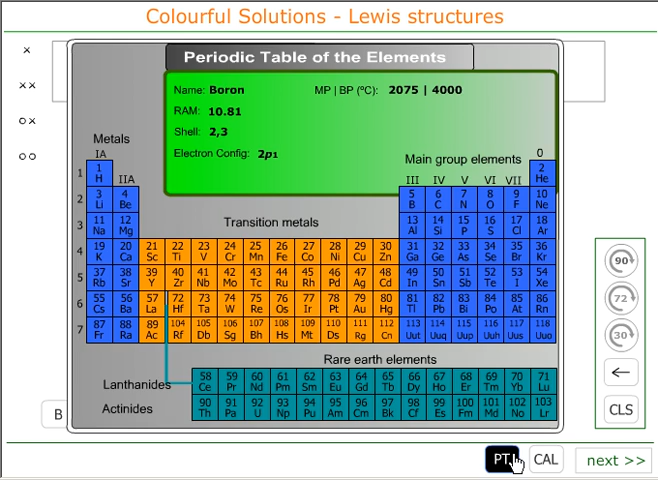 Colourful Solutions - Lewis structures
×
××
o×
oo
Periodic Table of the Elements
Name: Boron MP | BP (ºC): 2075 | 4000
RAM: 10.81
Shell: 2,3
Electron Config: 2p1
Metals
Main group elements
IA IIA III IV V VI VII 0
1 1 H 2 He
2 3 Li 4 Be 5 B 6 C 7 N 8 O 9 F 10 Ne
Transition metals
3 11 Na 12 Mg 13 Al 14 Si 15 P 16 S 17 Cl 18 Ar
4 19 K 20 Ca 21 Sc 22 Ti 23 V 24 Cr 25 Mn 26 Fe 27 Co 28 Ni 29 Cu 30 Zn 31 Ga 32 Ge 33 As 34 Se 35 Br 36 Kr
5 37 Rb 38 Sr 39 Y 40 Zr 41 Nb 42 Mo 43 Tc 44 Ru 45 Rh 46 Pd 47 Ag 48 Cd 49 In 50 Sn 51 Sb 52 Te 53 I 54 Xe
6 55 Cs 56 Ba 57 La 72 Hf 73 Ta 74 W 75 Re 76 Os 77 Ir 78 Pt 79 Au 80 Hg 81 Tl 82 Pb 83 Bi 84 Po 85 At 86 Rn
7 87 Fr 88 Ra 89 Ac 104 Rf 105 Db 106 Sg 107 Bh 108 Hs 109 Mt 110 Ds 111 Rg 112 Cn 113 Uut 114 Uuq 115 Uup 116 Uuh 117 Uus 118 Uuo
Rare earth elements
Lanthanides 58 Ce 59 Pr 60 Nd 61 Pm 62 Sm 63 Eu 64 Gd 65 Tb 66 Dy 67 Ho 68 Er 69 Tm 70 Yb 71 Lu
Actinides 90 Th 91 Pa 92 U 93 Np 94 Pu 95 Am 96 Cm 97 Bk 98 Cf 99 Es 100 Fm 101 Md 102 No 103 Lr
90
72
30
←
CLS
B
PT CAL next >>